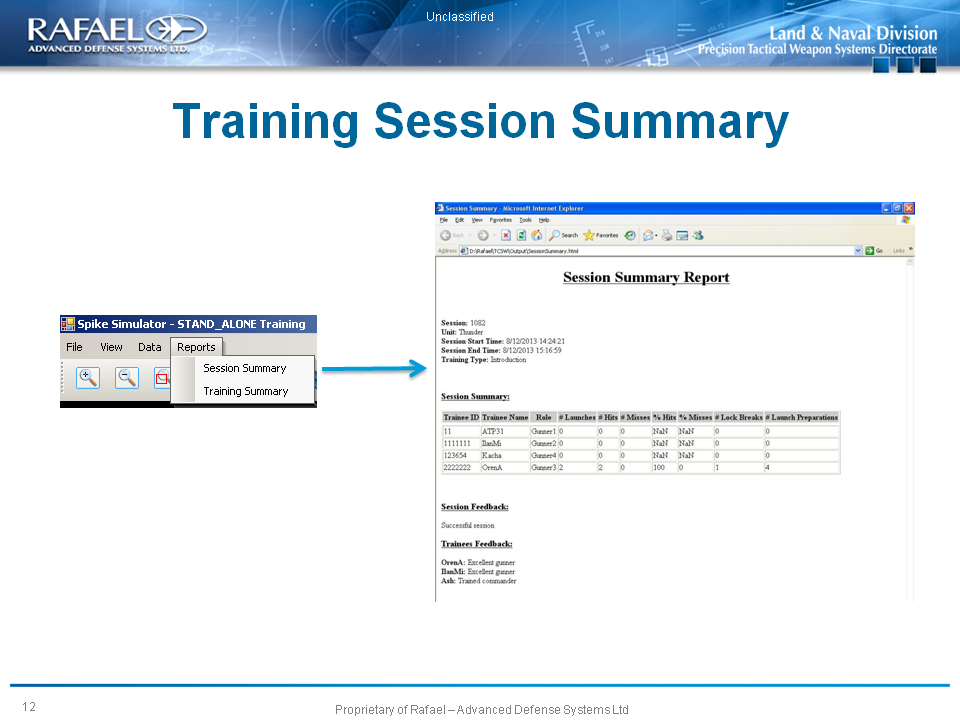 Unclassified
RAFAEL
ADVANCED DEFENSE SYSTEMS LTD.
Land & Naval Division
Precision Tactical Weapon Systems Directorate
Training Session Summary
Spike Simulator - STAND_ALONE Training
File View Data Reports
Session Summary
Training Summary
Session Summary - Microsoft Internet Explorer
File Edit View Favorites Tools Help
Back Search Favorites
Address D:\Rafael\TCSW\Output\SessionSummary.html Go Links »
Session Summary Report
Session: 1082
Unit: Thunder
Session Start Time: 8/12/2013 14:24:21
Session End Time: 8/12/2013 15:16:59
Training Type: Introduction
Session Summary:
Trainee ID Trainee Name Role # Launches # Hits # Misses % Hits % Misses # Lock Breaks # Launch Preparations
11 ATP31 Gunner1 0 0 0 NaN NaN 0 0
1111111 IlanMi Gunner2 0 0 0 NaN NaN 0 0
123654 Kacha Gunner4 0 0 0 NaN NaN 0 0
2222222 OrenA Gunner3 2 2 0 100 0 1 4
Session Feedback:
Successful session
Trainees Feedback:
OrenA: Excellent gunner
IlanMi: Excellent gunner
Ash: Trained commander
12
Proprietary of Rafael – Advanced Defense Systems Ltd